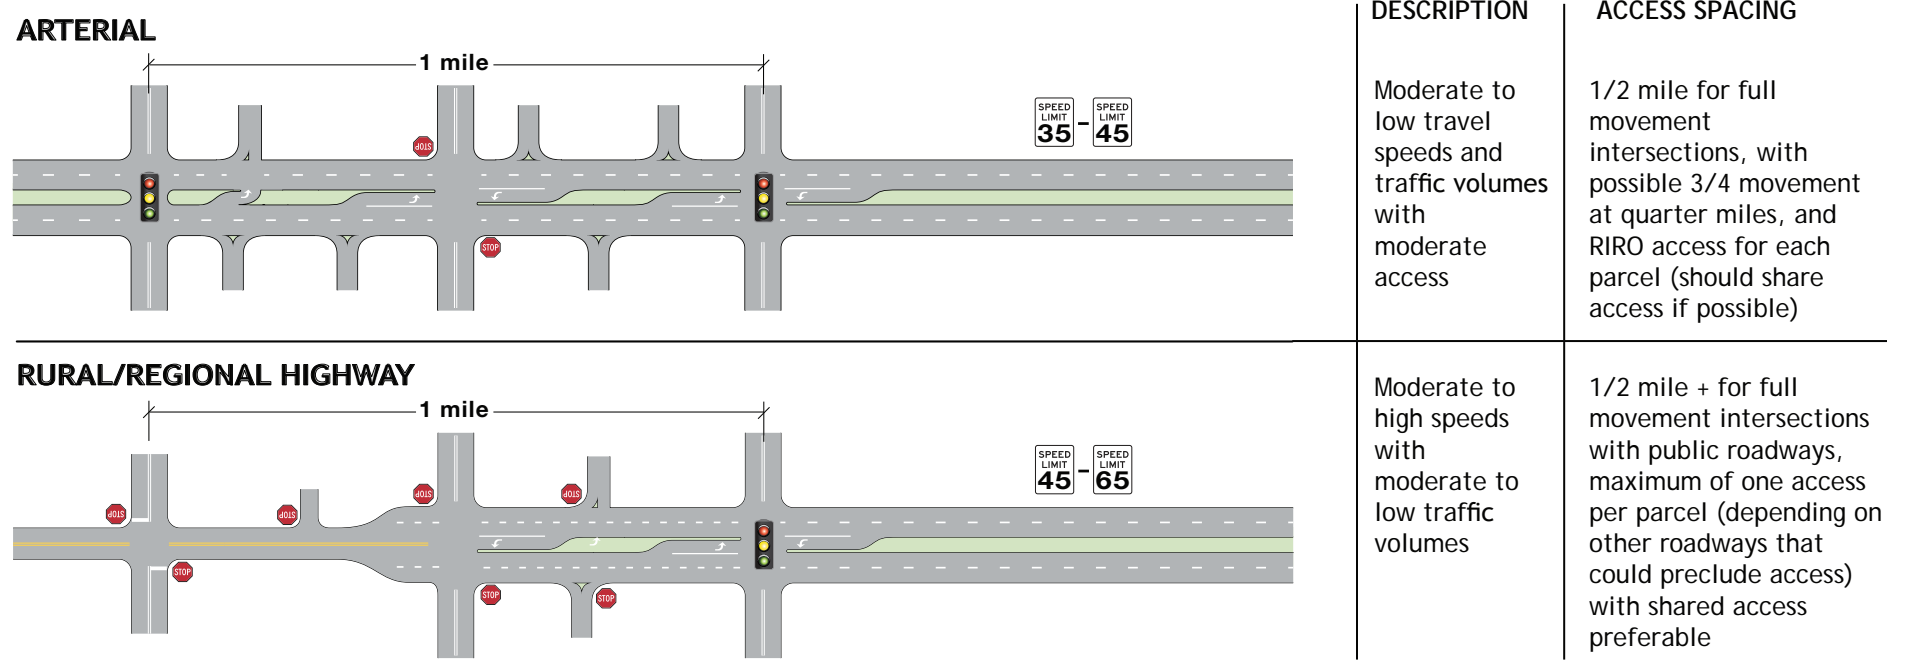 DESCRIPTION
ACCESS SPACING
ARTERIAL
1 mile
STOP
STOP
SPEED
LIMIT
35
-
SPEED
LIMIT
45
Moderate to
low travel
speeds and
traffic volumes
with
moderate
access
1/2 mile for full
movement
intersections, with
possible 3/4 movement
at quarter miles, and
RIRO access for each
parcel (should share
access if possible)
RURAL/REGIONAL HIGHWAY
1 mile
STOP
STOP
STOP
STOP
STOP
STOP
STOP
SPEED
LIMIT
45
-
SPEED
LIMIT
65
Moderate to
high speeds
with
moderate to
low traffic
volumes
1/2 mile + for full
movement intersections
with public roadways,
maximum of one access
per parcel (depending on
other roadways that
could preclude access)
with shared access
preferable